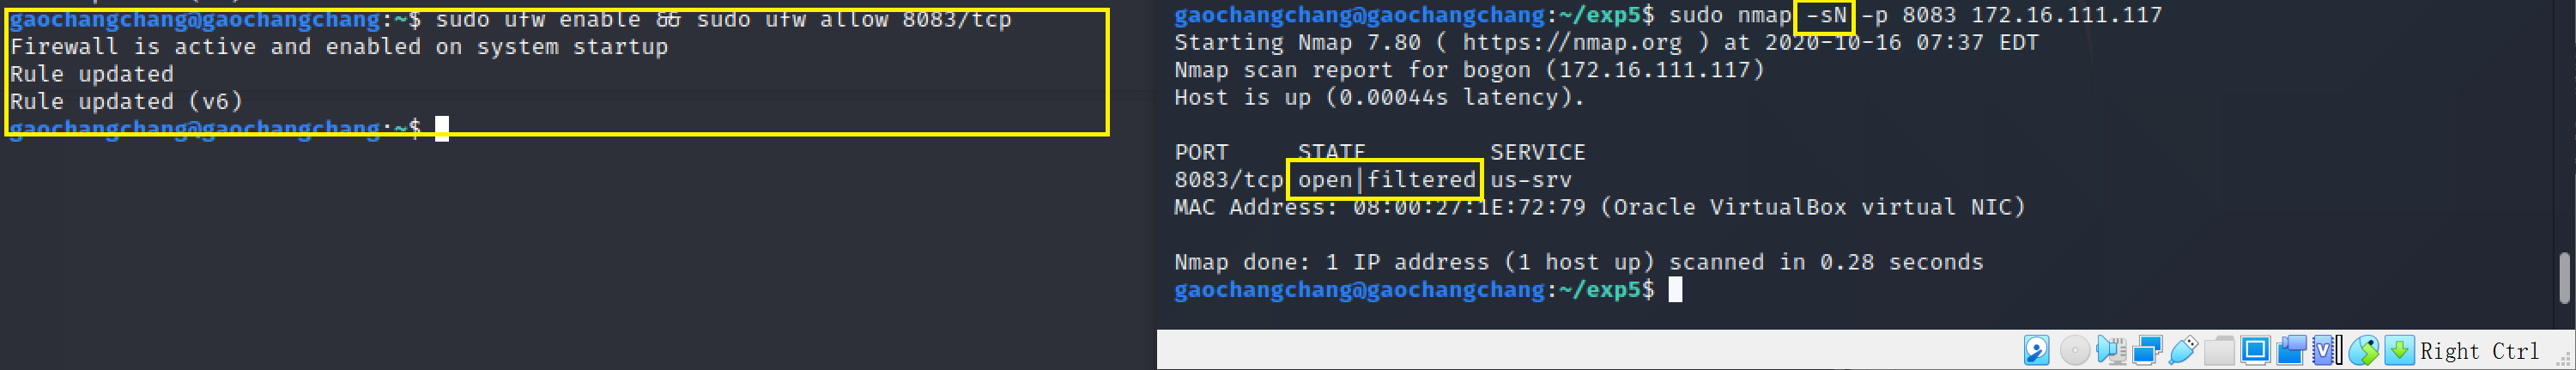 gaochangchang@gaochangchang:~$ sudo ufw enable && sudo ufw allow 8083/tcp
Firewall is active and enabled on system startup
Rule updated
Rule updated (v6)
gaochangchang@gaochangchang:~$
gaochangchang@gaochangchang:~/exp5$ sudo nmap -sN -p 8083 172.16.111.117
Starting Nmap 7.80 ( https://nmap.org ) at 2020-10-16 07:37 EDT
Nmap scan report for bogon (172.16.111.117)
Host is up (0.00044s latency).
PORT     STATE         SERVICE
8083/tcp open|filtered us-srv
MAC Address: 08:00:27:1E:72:79 (Oracle VirtualBox virtual NIC)
Nmap done: 1 IP address (1 host up) scanned in 0.28 seconds
gaochangchang@gaochangchang:~/exp5$
Right Ctrl